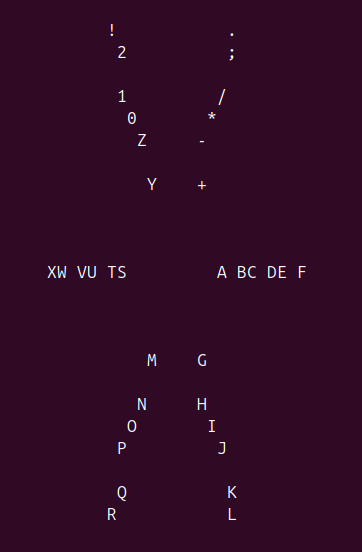 ! .
2 ;
1 /
0 *
Z -
Y +
XW VU TS A BC DE F
M G
N H
O I
P J
Q K
R L